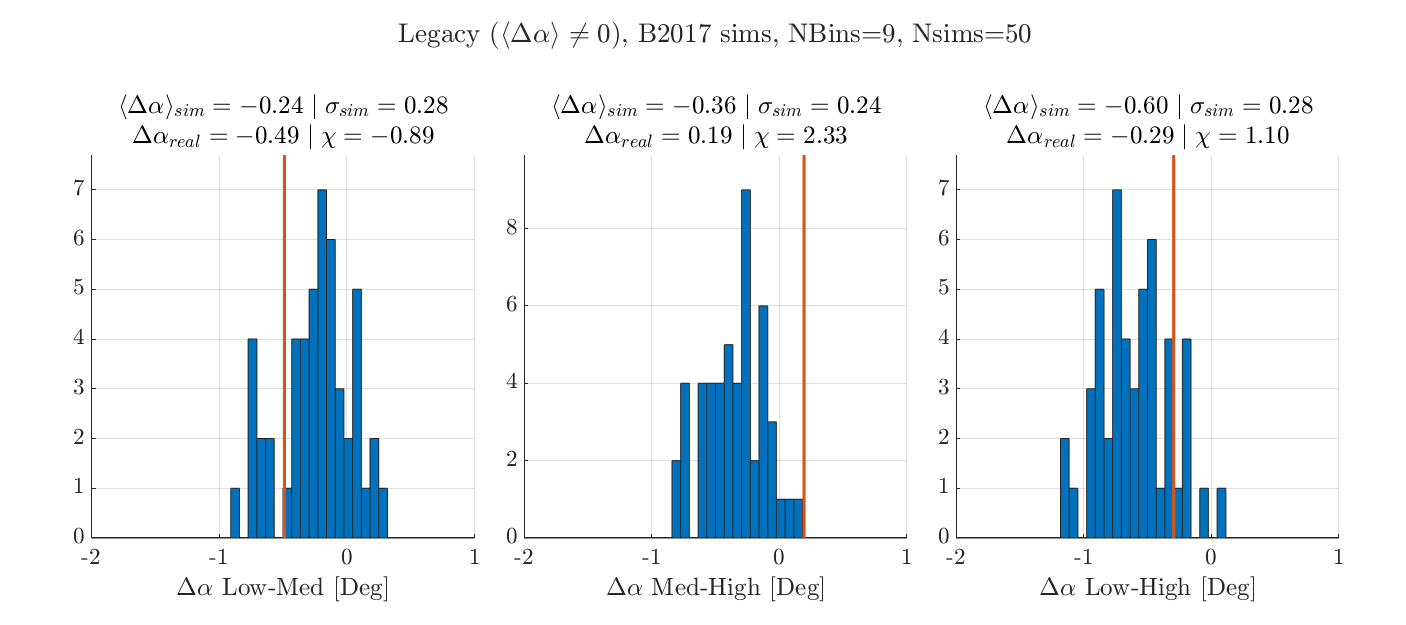 Legacy (⟨Δα⟩ ≠ 0), B2017 sims, NBins=9, Nsims=50
⟨Δα⟩sim = −0.24 | σsim = 0.28
Δαreal = −0.49 | χ = −0.89
7
6
5
4
3
2
1
0
-2 -1 0 1
Δα Low-Med [Deg]
⟨Δα⟩sim = −0.36 | σsim = 0.24
Δαreal = 0.19 | χ = 2.33
8
6
4
2
0
-2 -1 0 1
Δα Med-High [Deg]
⟨Δα⟩sim = −0.60 | σsim = 0.28
Δαreal = −0.29 | χ = 1.10
7
6
5
4
3
2
1
0
-2 -1 0 1
Δα Low-High [Deg]